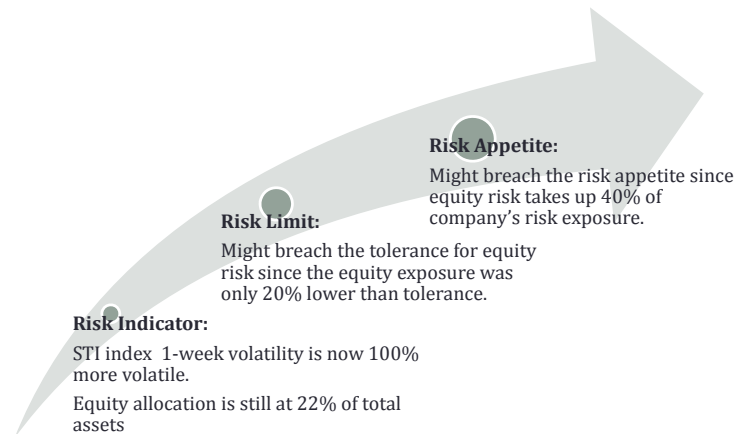 Risk Appetite:
Might breach the risk appetite since
equity risk takes up 40% of
company's risk exposure.
Risk Limit:
Might breach the tolerance for equity
risk since the equity exposure was
only 20% lower than tolerance.
Risk Indicator:
STI index  1-week volatility is now 100%
more volatile.
Equity allocation is still at 22% of total
assets